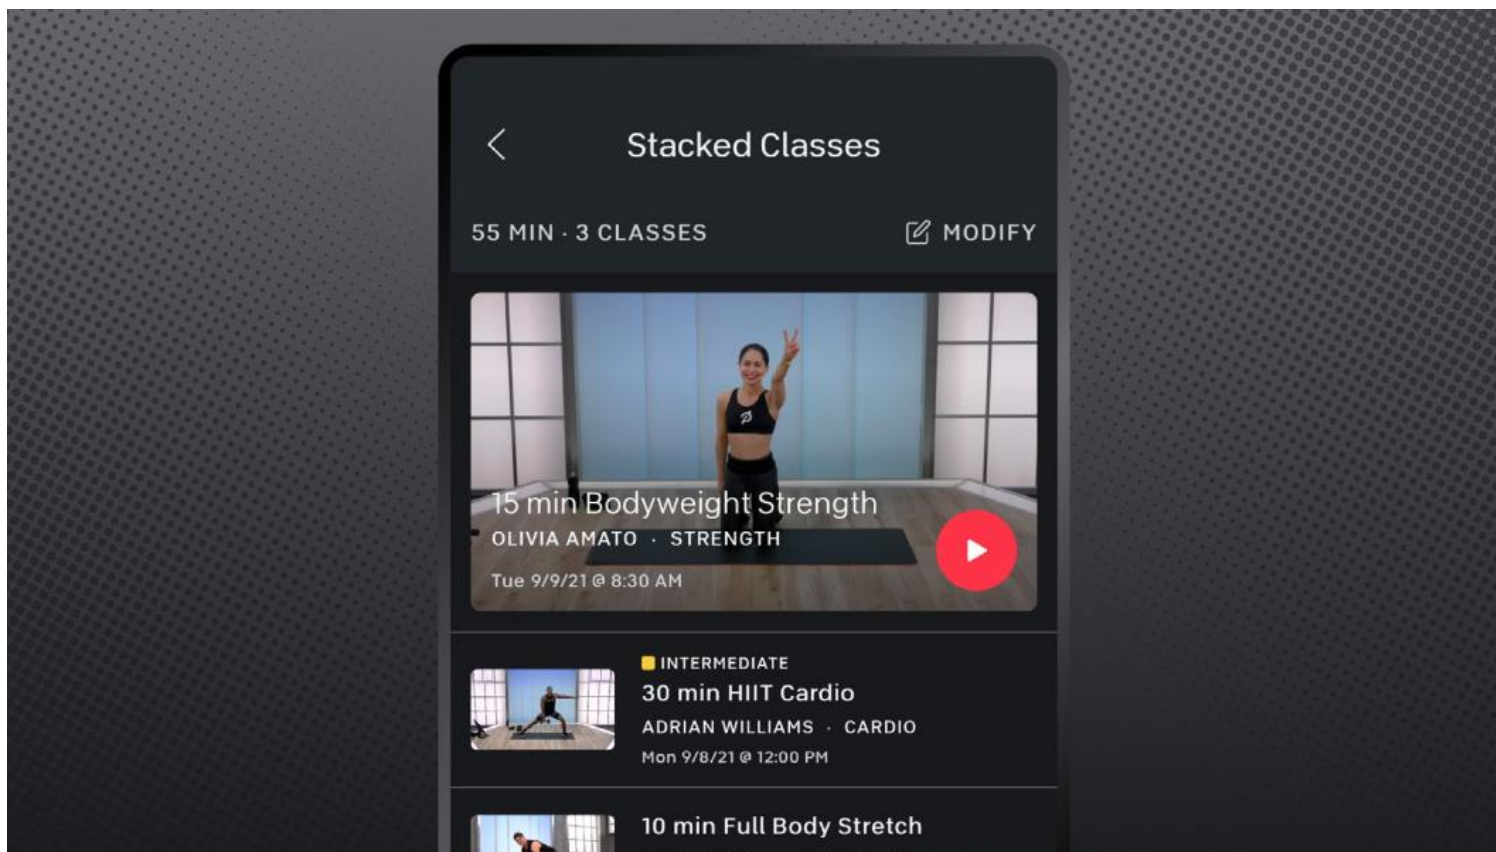 Stacked Classes
55 MIN · 3 CLASSES
MODIFY
15 min Bodyweight Strength
OLIVIA AMATO · STRENGTH
Tue 9/9/21 @ 8:30 AM
INTERMEDIATE
30 min HIIT Cardio
ADRIAN WILLIAMS · CARDIO
Mon 9/8/21 @ 12:00 PM
10 min Full Body Stretch